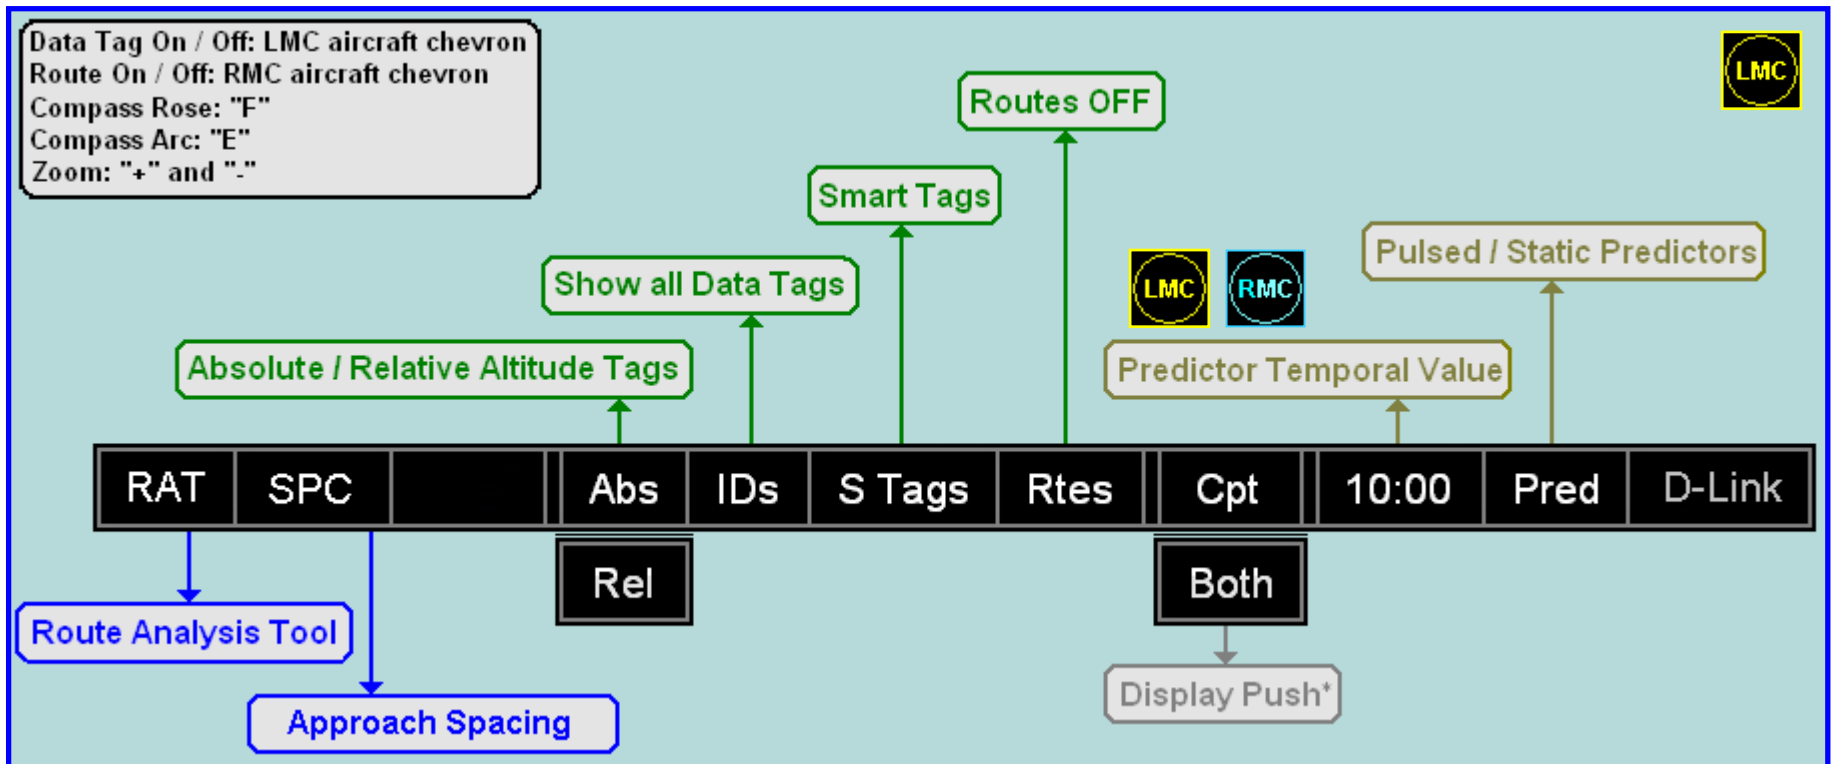 Data Tag On / Off: LMC aircraft chevron
Route On / Off: RMC aircraft chevron
Compass Rose: "F"
Compass Arc: "E"
Zoom: "+" and "-"
LMC
Routes OFF
Smart Tags
Pulsed / Static Predictors
Show all Data Tags
LMC RMC
Absolute / Relative Altitude Tags
Predictor Temporal Value
RAT SPC Abs IDs S Tags Rtes Cpt 10:00 Pred D-Link
Rel Both
Route Analysis Tool
Display Push*
Approach Spacing